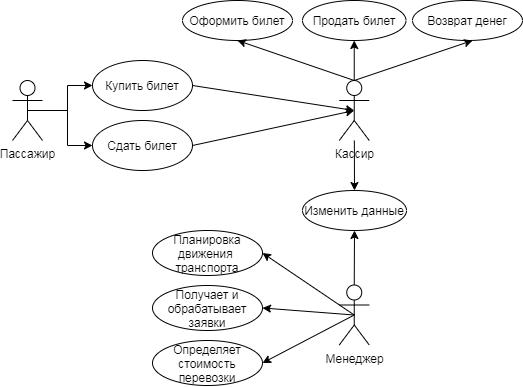 Оформить билет
Продать билет
Возврат денег
Купить билет
Пассажир
Сдать билет
Кассир
Изменить данные
Планировка
движения
транспорта
Получает и
обрабатывает
заявки
Менеджер
Определяет
стоимость
перевозки